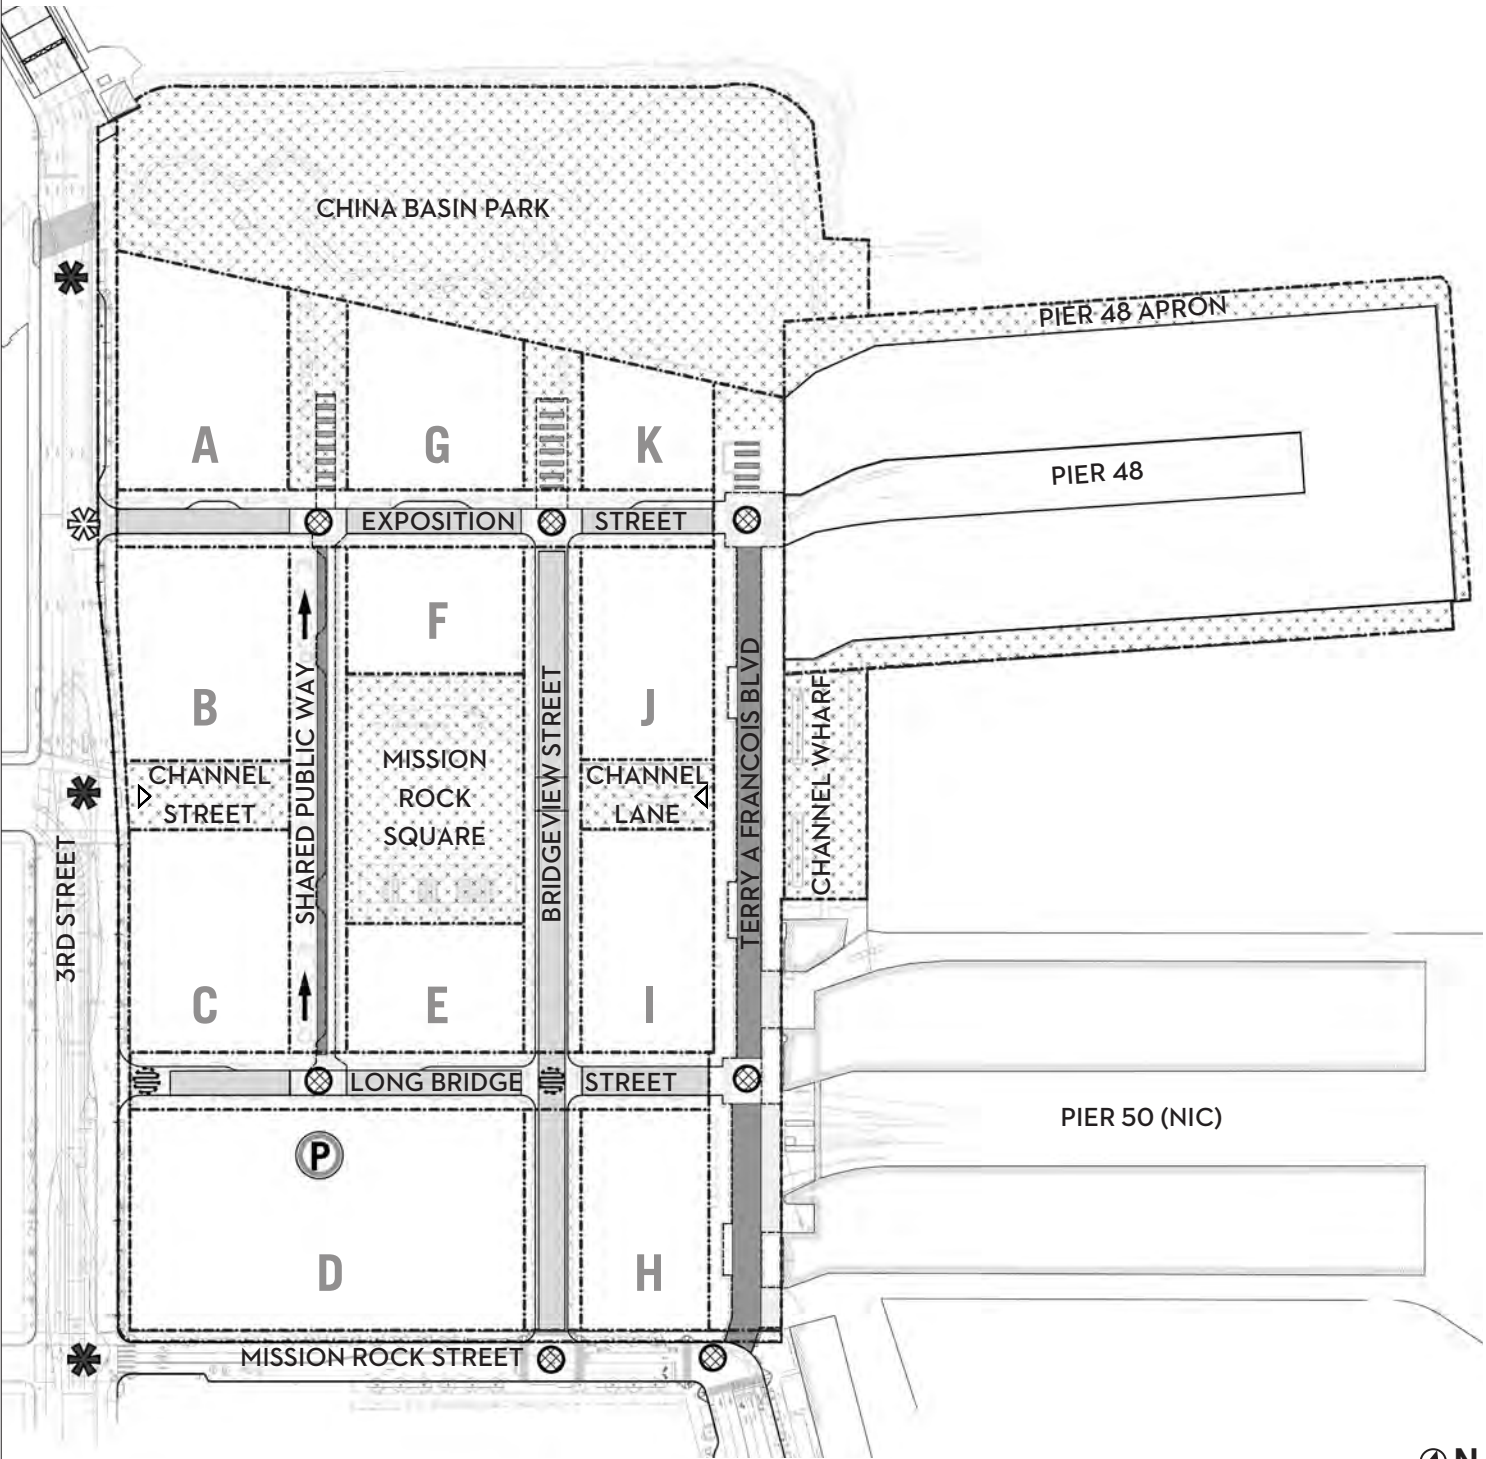 CHINA BASIN PARK
PIER 48 APRON
A
G
K
PIER 48
EXPOSITION STREET
F
B
J
SHARED PUBLIC WAY
BRIDGEVIEW STREET
TERRY A FRANCOIS BLVD
CHANNEL WHARF
CHANNEL
STREET
MISSION
ROCK
SQUARE
CHANNEL
LANE
3RD STREET
C
E
I
LONG BRIDGE STREET
PIER 50 (NIC)
P
D
H
MISSION ROCK STREET
N